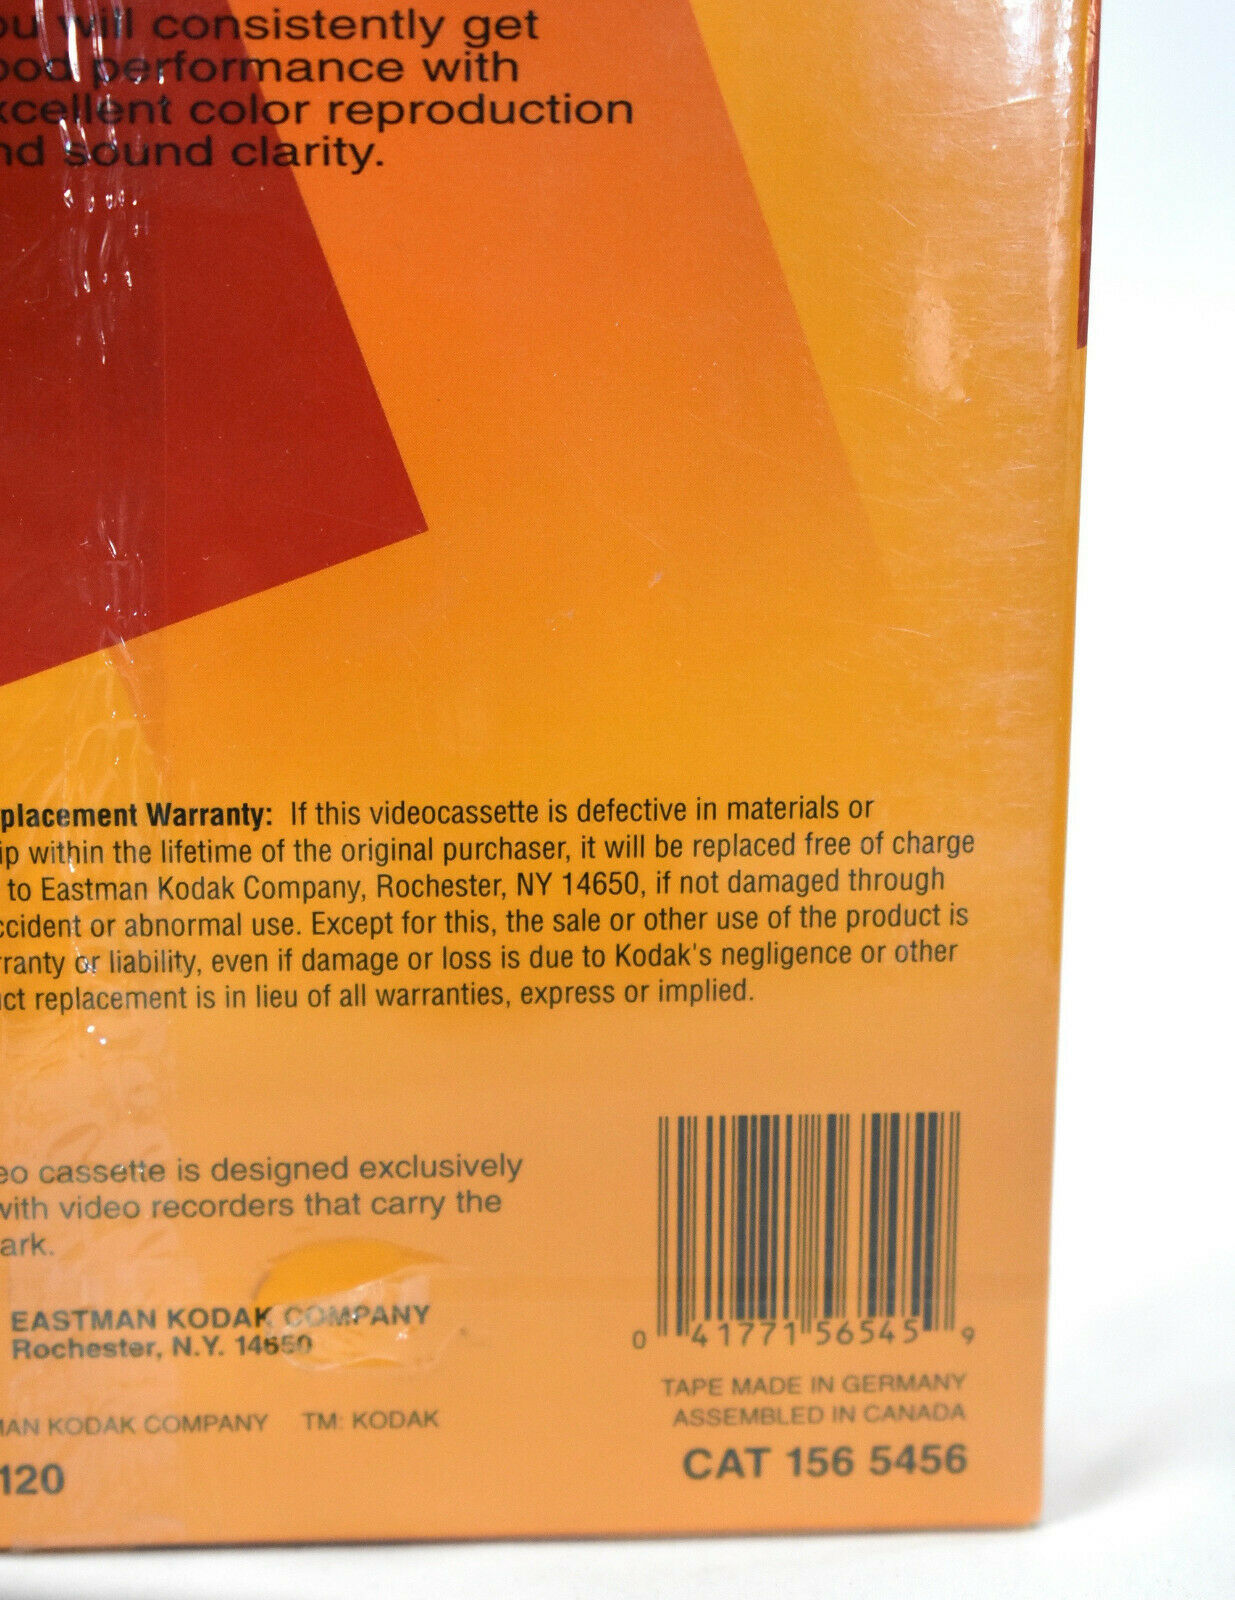 ou will consistently get
ood performance with
xcellent color reproduction
nd sound clarity.
placement Warranty: If this videocassette is defective in materials or
ip within the lifetime of the original purchaser, it will be replaced free of charge
to Eastman Kodak Company, Rochester, NY 14650, if not damaged through
ccident or abnormal use. Except for this, the sale or other use of the product is
rranty or liability, even if damage or loss is due to Kodak's negligence or other
ct replacement is in lieu of all warranties, express or implied.
eo cassette is designed exclusively
with video recorders that carry the
ark.
EASTMAN KODAK COMPANY
Rochester, N.Y. 14650
0 41771 56545 9
TAPE MADE IN GERMANY
ASSEMBLED IN CANADA
MAN KODAK COMPANY TM: KODAK
CAT 156 5456
120